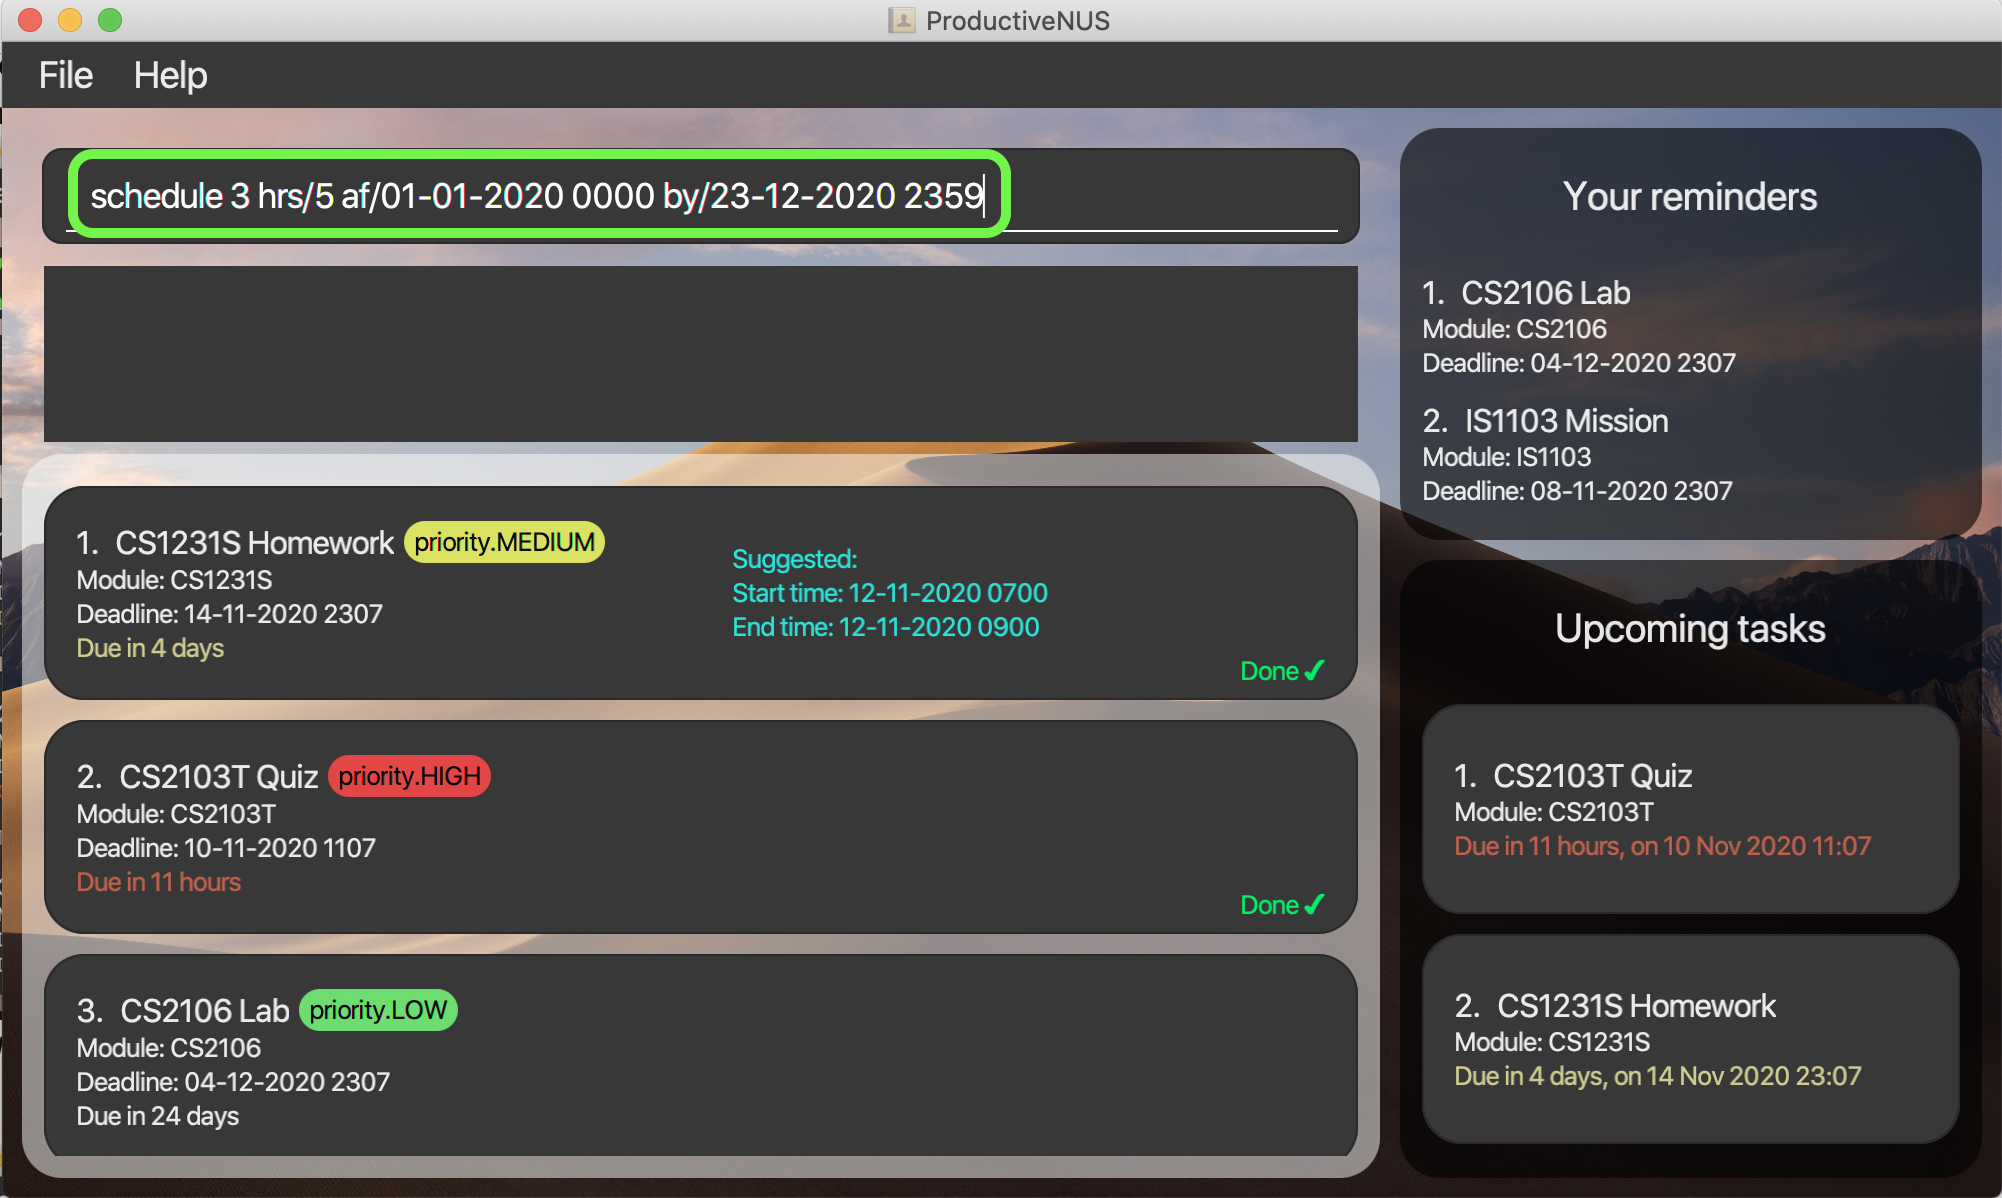 ProductiveNUS
File Help
schedule 3 hrs/5 af/01-01-2020 0000 by/23-12-2020 2359
1. CS1231S Homework priority.MEDIUM
Module: CS1231S
Deadline: 14-11-2020 2307
Due in 4 days
Suggested:
Start time: 12-11-2020 0700
End time: 12-11-2020 0900
Done ✓
2. CS2103T Quiz priority.HIGH
Module: CS2103T
Deadline: 10-11-2020 1107
Due in 11 hours
Done ✓
3. CS2106 Lab priority.LOW
Module: CS2106
Deadline: 04-12-2020 2307
Due in 24 days
Your reminders
1. CS2106 Lab
Module: CS2106
Deadline: 04-12-2020 2307
2. IS1103 Mission
Module: IS1103
Deadline: 08-11-2020 2307
Upcoming tasks
1. CS2103T Quiz
Module: CS2103T
Due in 11 hours, on 10 Nov 2020 11:07
2. CS1231S Homework
Module: CS1231S
Due in 4 days, on 14 Nov 2020 23:07